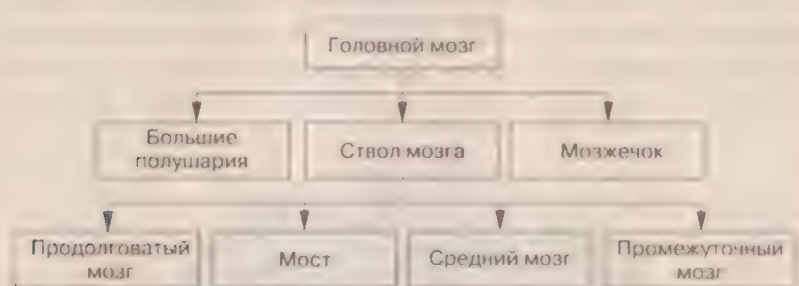 Головной мозг
Большие
полушария
Ствол мозга
Мозжечок
Продолговатый
мозг
Мост
Средний мозг
Промежуточный
мозг